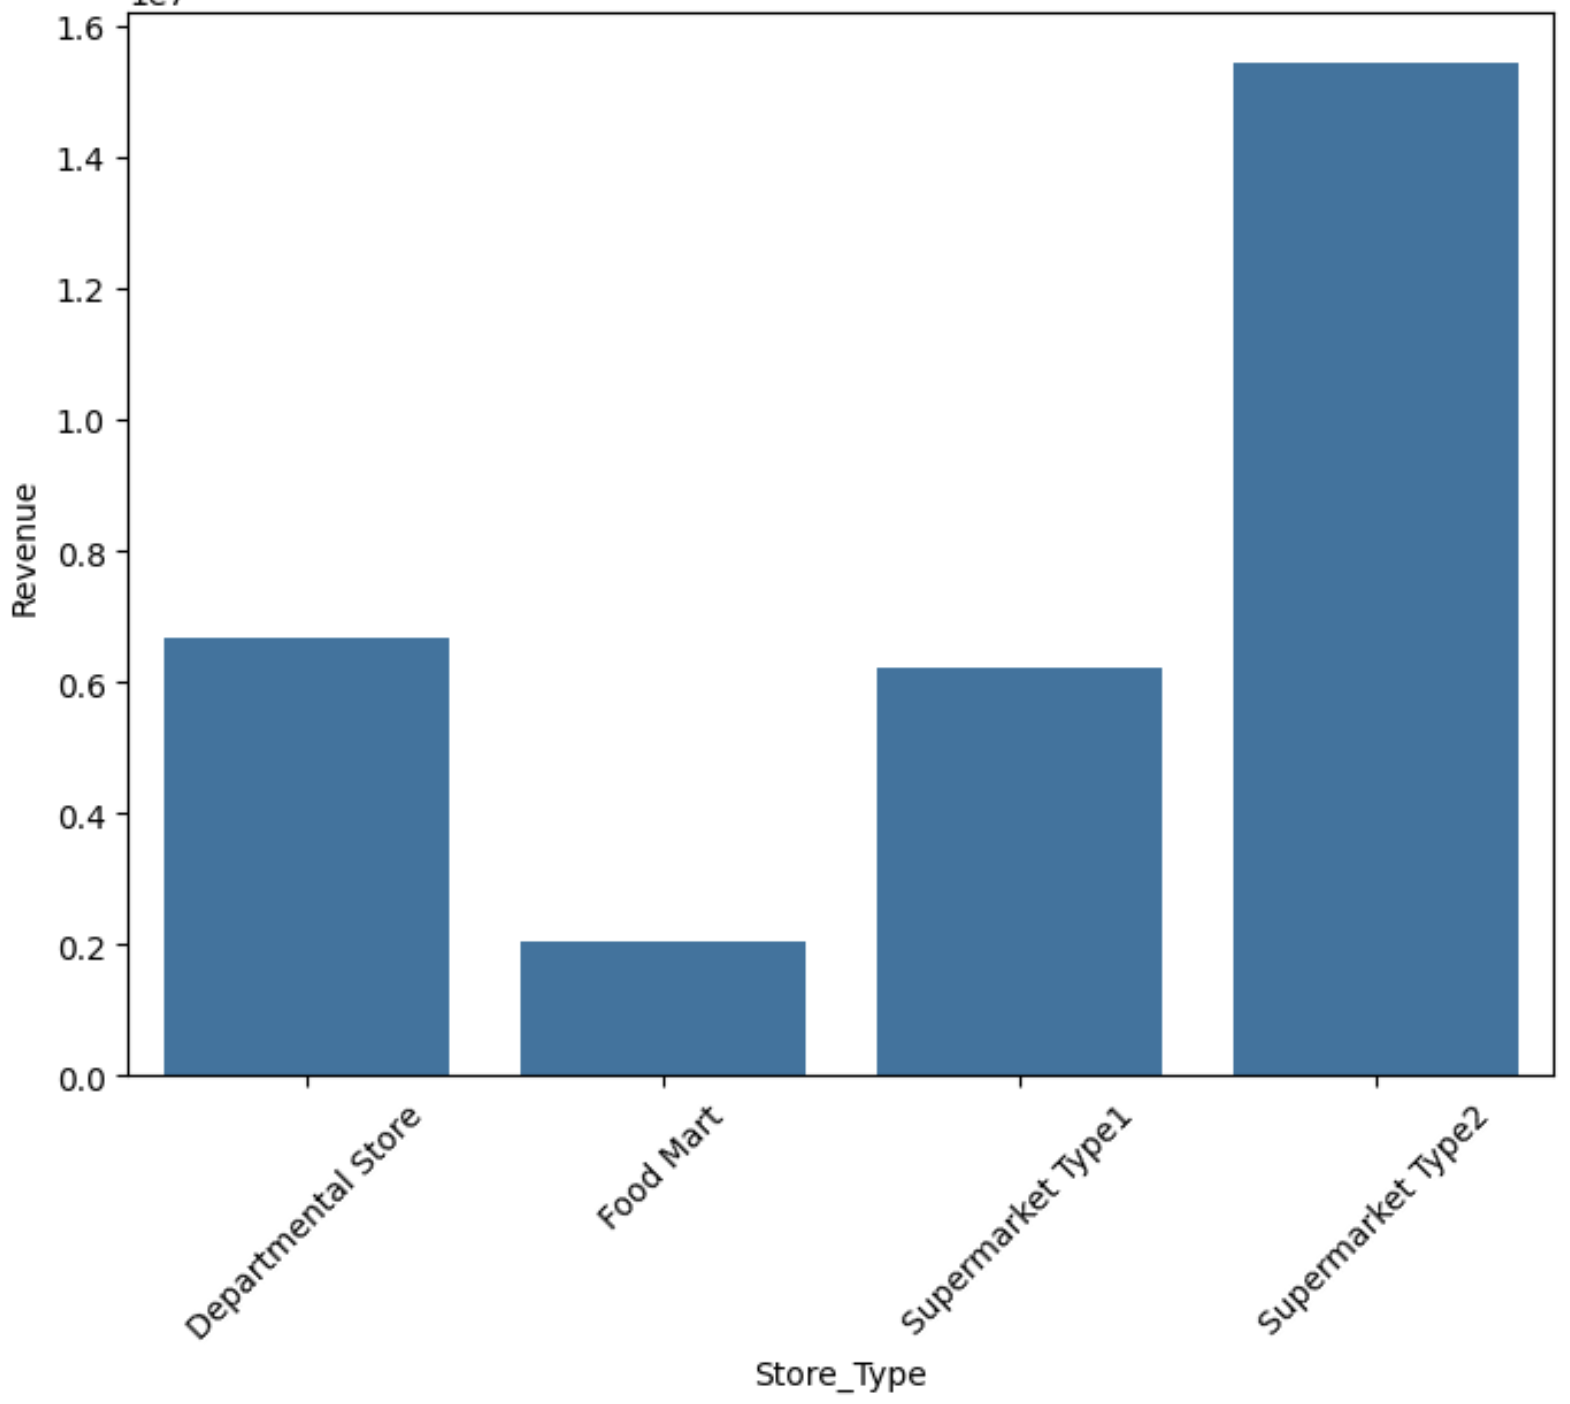 1e7
1.6
1.4
1.2
1.0
0.8
0.6
0.4
0.2
0.0
Revenue
Departmental Store
Food Mart
Supermarket Type1
Supermarket Type2
Store_Type